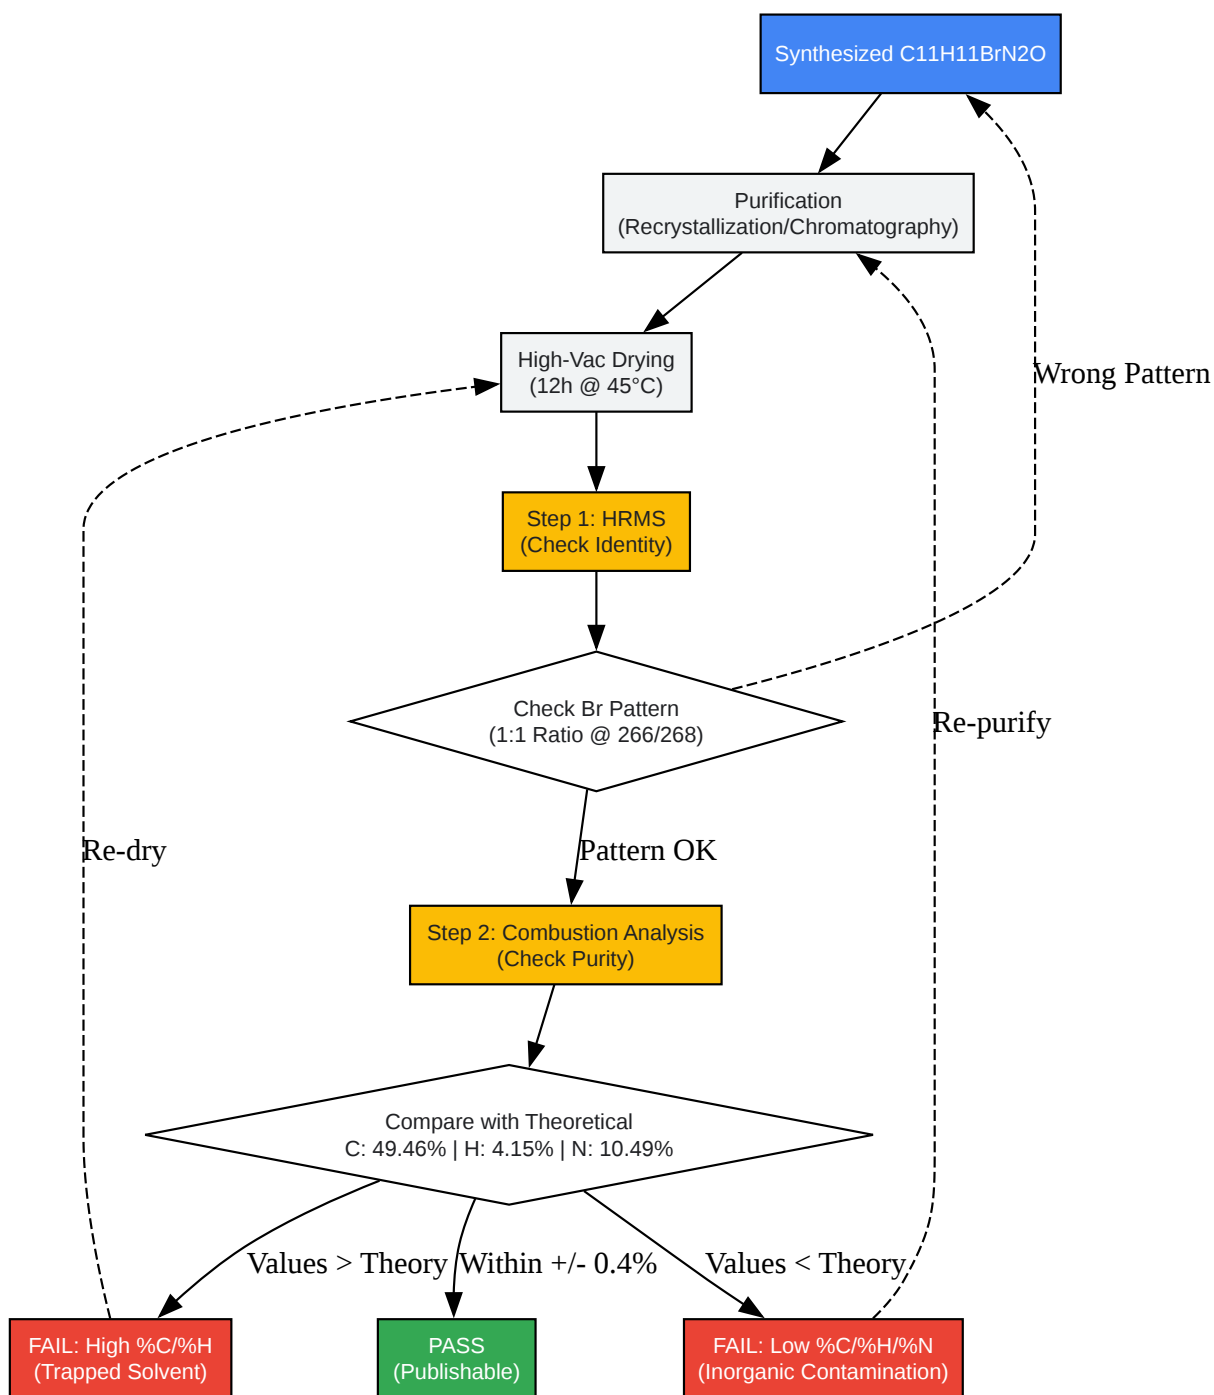 Synthesized C11H11BrN2O
Purification
(Recrystallization/Chromatography)
High-Vac Drying
(12h @ 45°C)
Wrong Pattern
Step 1: HRMS
(Check Identity)
Check Br Pattern
(1:1 Ratio @ 266/268)
Re-purify
Re-dry
Pattern OK
Step 2: Combustion Analysis
(Check Purity)
Compare with Theoretical
C: 49.46% | H: 4.15% | N: 10.49%
Values > Theory
Within +/- 0.4%
Values < Theory
FAIL: High %C/%H
(Trapped Solvent)
PASS
(Publishable)
FAIL: Low %C/%H/%N
(Inorganic Contamination)